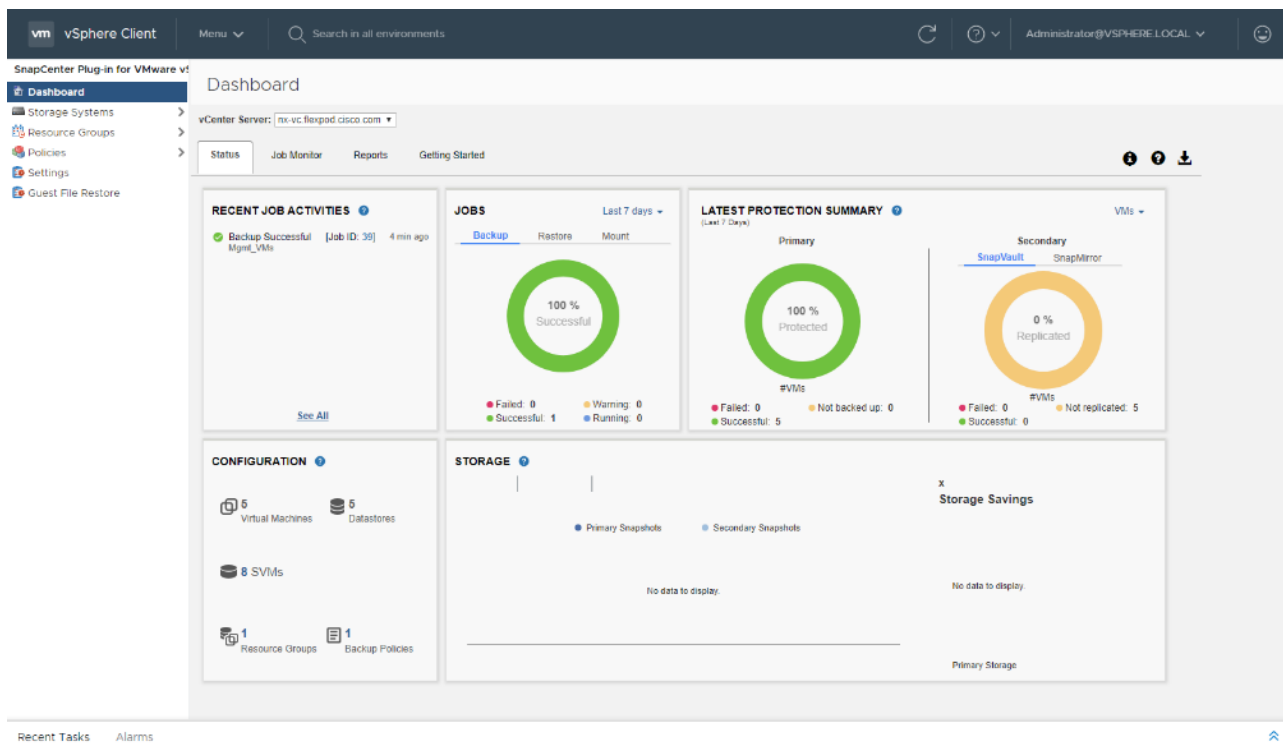 vm vSphere Client Menu Search in all environments Administrator@VSPHERE.LOCAL
SnapCenter Plug-in for VMware vS
Dashboard
Storage Systems
Resource Groups
Policies
Settings
Guest File Restore
Dashboard
vCenter Server: nx-vc.flexpod.cisco.com
Status Job Monitor Reports Getting Started
RECENT JOB ACTIVITIES
Backup Successful [Job ID: 39] 4 min ago
Mgmt_VMs
See All
JOBS Last 7 days
Backup Restore Mount
100 %
Successful
Failed: 0 Warning: 0
Successful: 1 Running: 0
LATEST PROTECTION SUMMARY VMs
(Last 7 Days)
Primary
100 %
Protected
#VMs
Failed: 0 Not backed up: 0
Successful: 5
Secondary
SnapVault SnapMirror
0 %
Replicated
#VMs
Failed: 0 Not replicated: 5
Successful: 0
CONFIGURATION
5
Virtual Machines
5
Datastores
8 SVMs
1
Resource Groups
1
Backup Policies
STORAGE
Primary Snapshots Secondary Snapshots
No data to display.
x
Storage Savings
No data to display.
Primary Storage
Recent Tasks Alarms